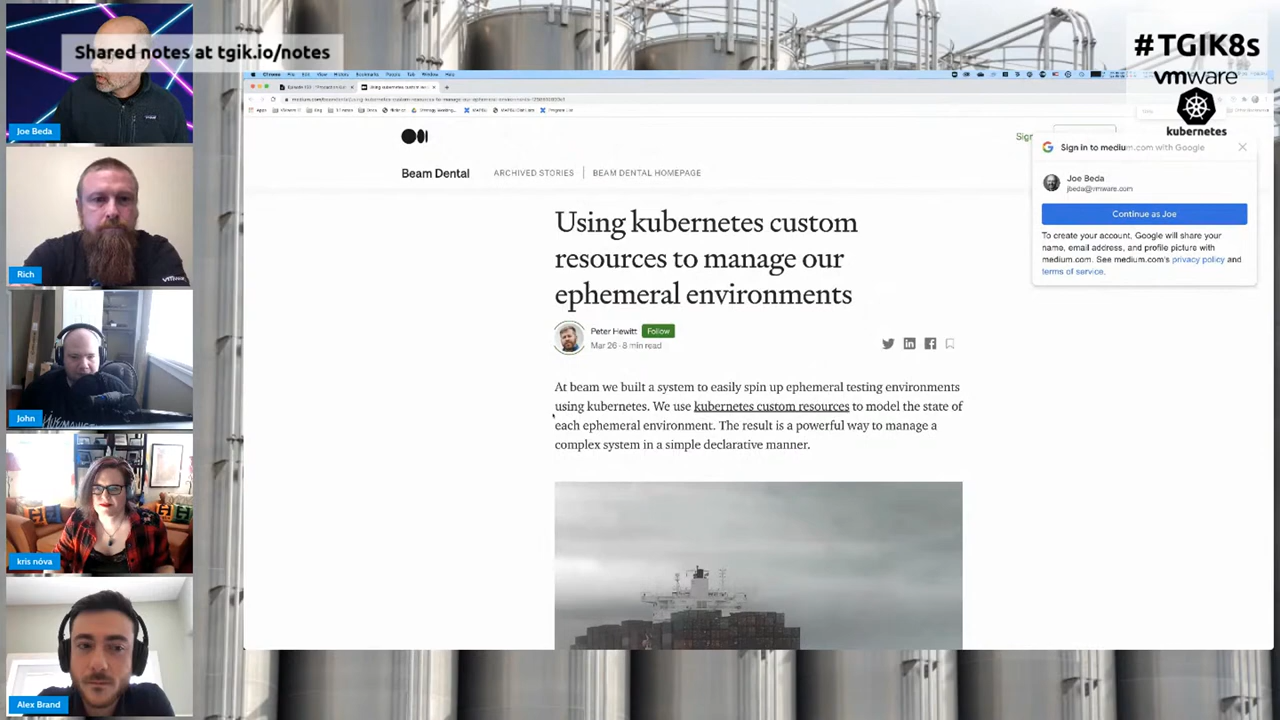 Shared notes at tgik.io/notes
#TGIK8s
vmware
kubernetes
Joe Beda
Rich
John
kris nóva
Alex Brand
Beam Dental
ARCHIVED STORIES
BEAM DENTAL HOMEPAGE
Sign in to medium.com with Google
Joe Beda
jbeda@vmware.com
Continue as Joe
To create your account, Google will share your
name, email address, and profile picture with
medium.com. See medium.com's privacy policy and
terms of service.
Using kubernetes custom
resources to manage our
ephemeral environments
Peter Hewitt Follow
Mar 26 · 8 min read
At beam we built a system to easily spin up ephemeral testing environments
using kubernetes. We use kubernetes custom resources to model the state of
each ephemeral environment. The result is a powerful way to manage a
complex system in a simple declarative manner.